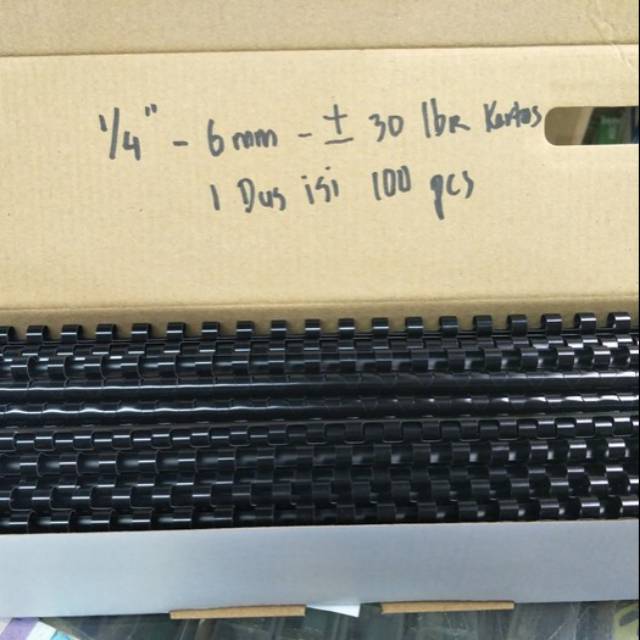 1/4" - 6 mm - ± 30 lbR Kertas
1 Dus isi 100 pcs